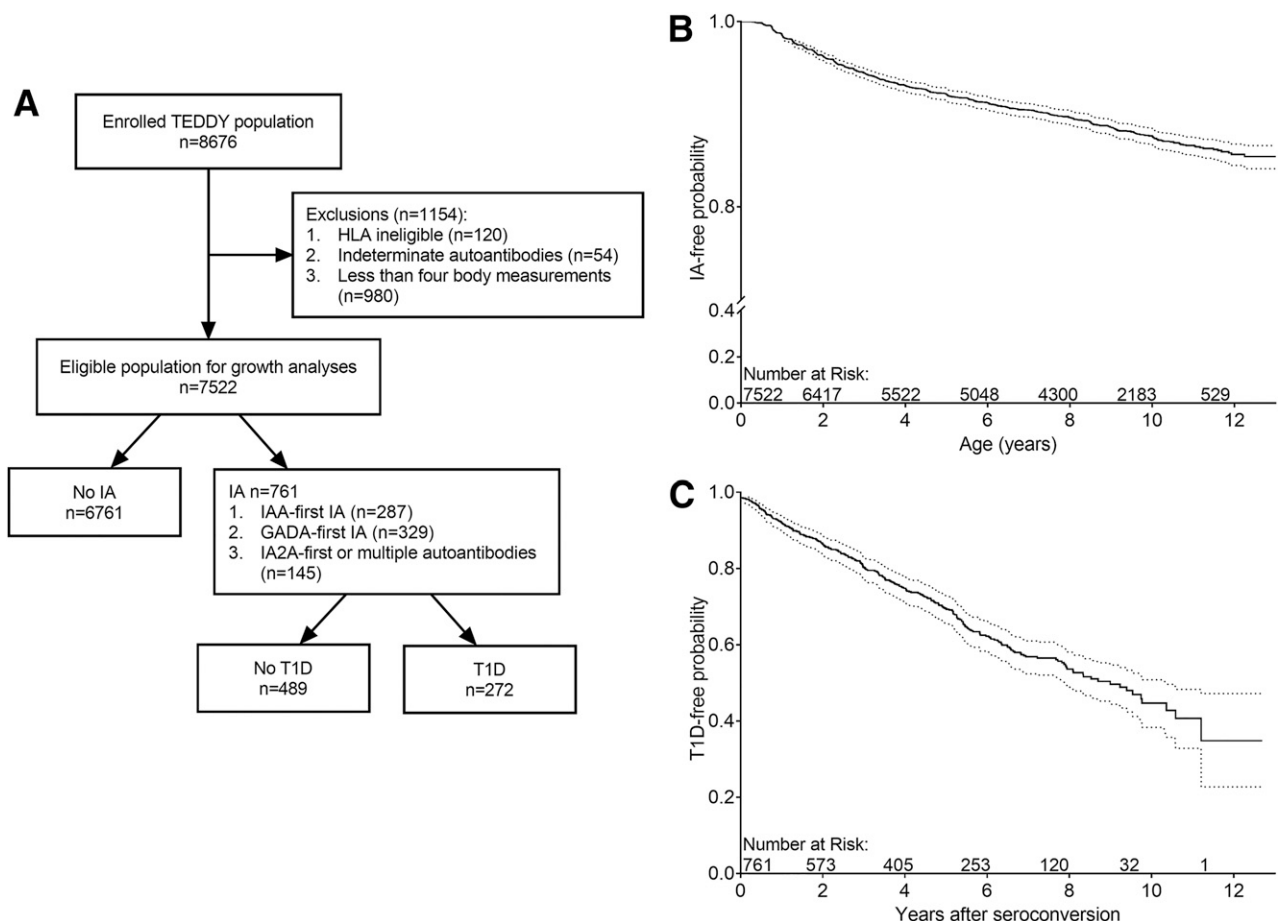 A
Enrolled TEDDY population
n=8676
Exclusions (n=1154):
1. HLA ineligible (n=120)
2. Indeterminate autoantibodies (n=54)
3. Less than four body measurements
(n=980)
Eligible population for growth analyses
n=7522
No IA
n=6761
IA n=761
1. IAA-first IA (n=287)
2. GADA-first IA (n=329)
3. IA2A-first or multiple autoantibodies
(n=145)
No T1D
n=489
T1D
n=272
B
IA-free probability
1.0
0.8
0.4
0.2
0.0
Number at Risk:
7522 6417 5522 5048 4300 2183 529
0 2 4 6 8 10 12
Age (years)
C
T1D-free probability
1.0
0.8
0.6
0.4
0.2
0.0
Number at Risk:
761 573 405 253 120 32 1
0 2 4 6 8 10 12
Years after seroconversion